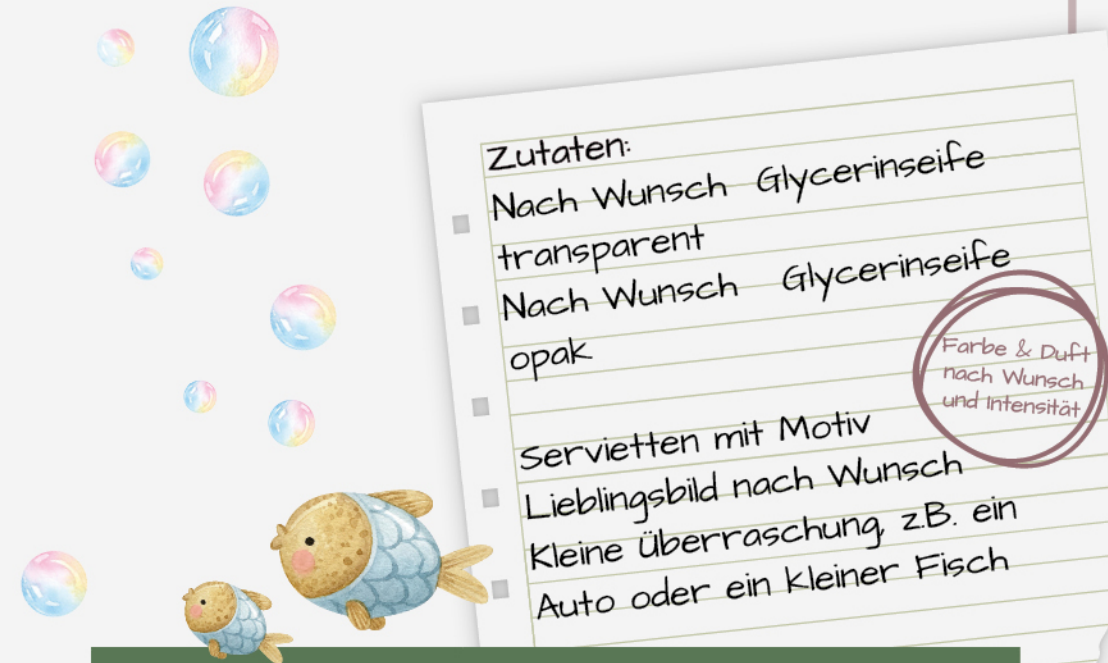 Zutaten:
Nach Wunsch Glycerinseife
transparent
Nach Wunsch Glycerinseife
opak
Farbe & Duft
nach Wunsch
und Intensität
Servietten mit Motiv
Lieblingsbild nach Wunsch
Kleine Überraschung, z.B. ein
Auto oder ein kleiner Fisch